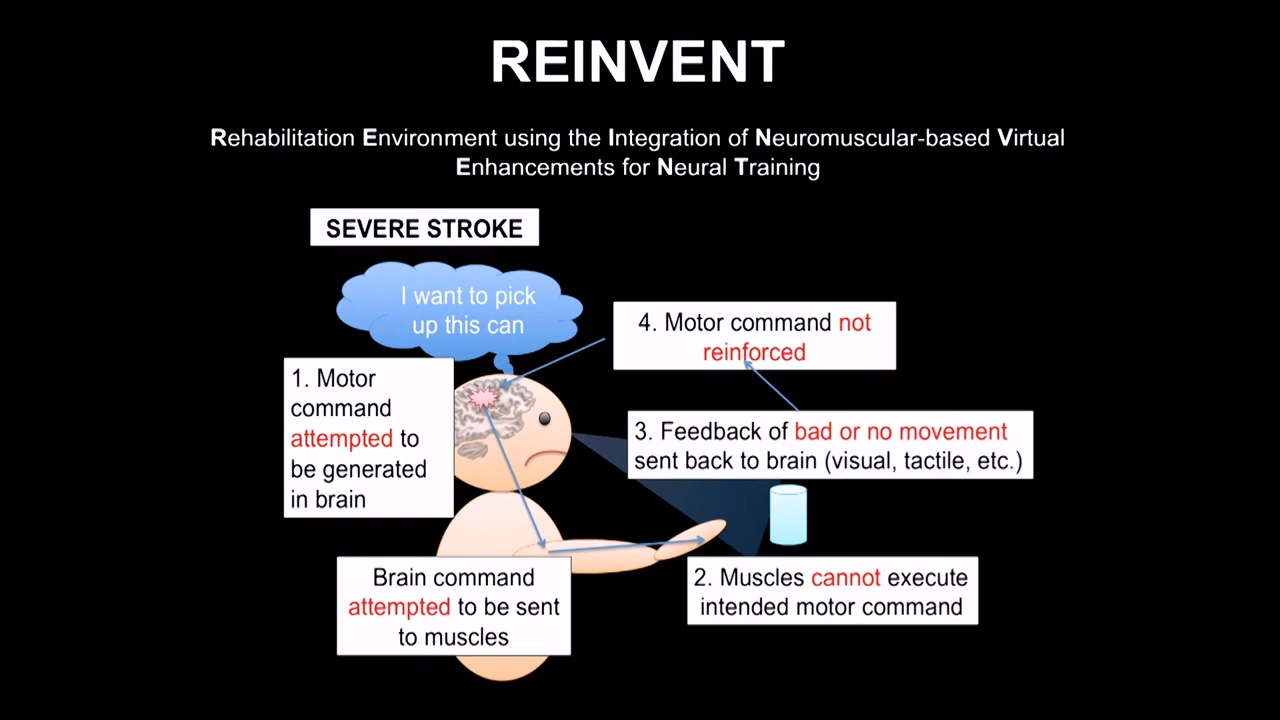 REINVENT
Rehabilitation Environment using the Integration of Neuromuscular-based Virtual
Enhancements for Neural Training
SEVERE STROKE
I want to pick
up this can
1. Motor
command
attempted to
be generated
in brain
Brain command
attempted to be sent
to muscles
2. Muscles cannot execute
intended motor command
3. Feedback of bad or no movement
sent back to brain (visual, tactile, etc.)
4. Motor command not
reinforced